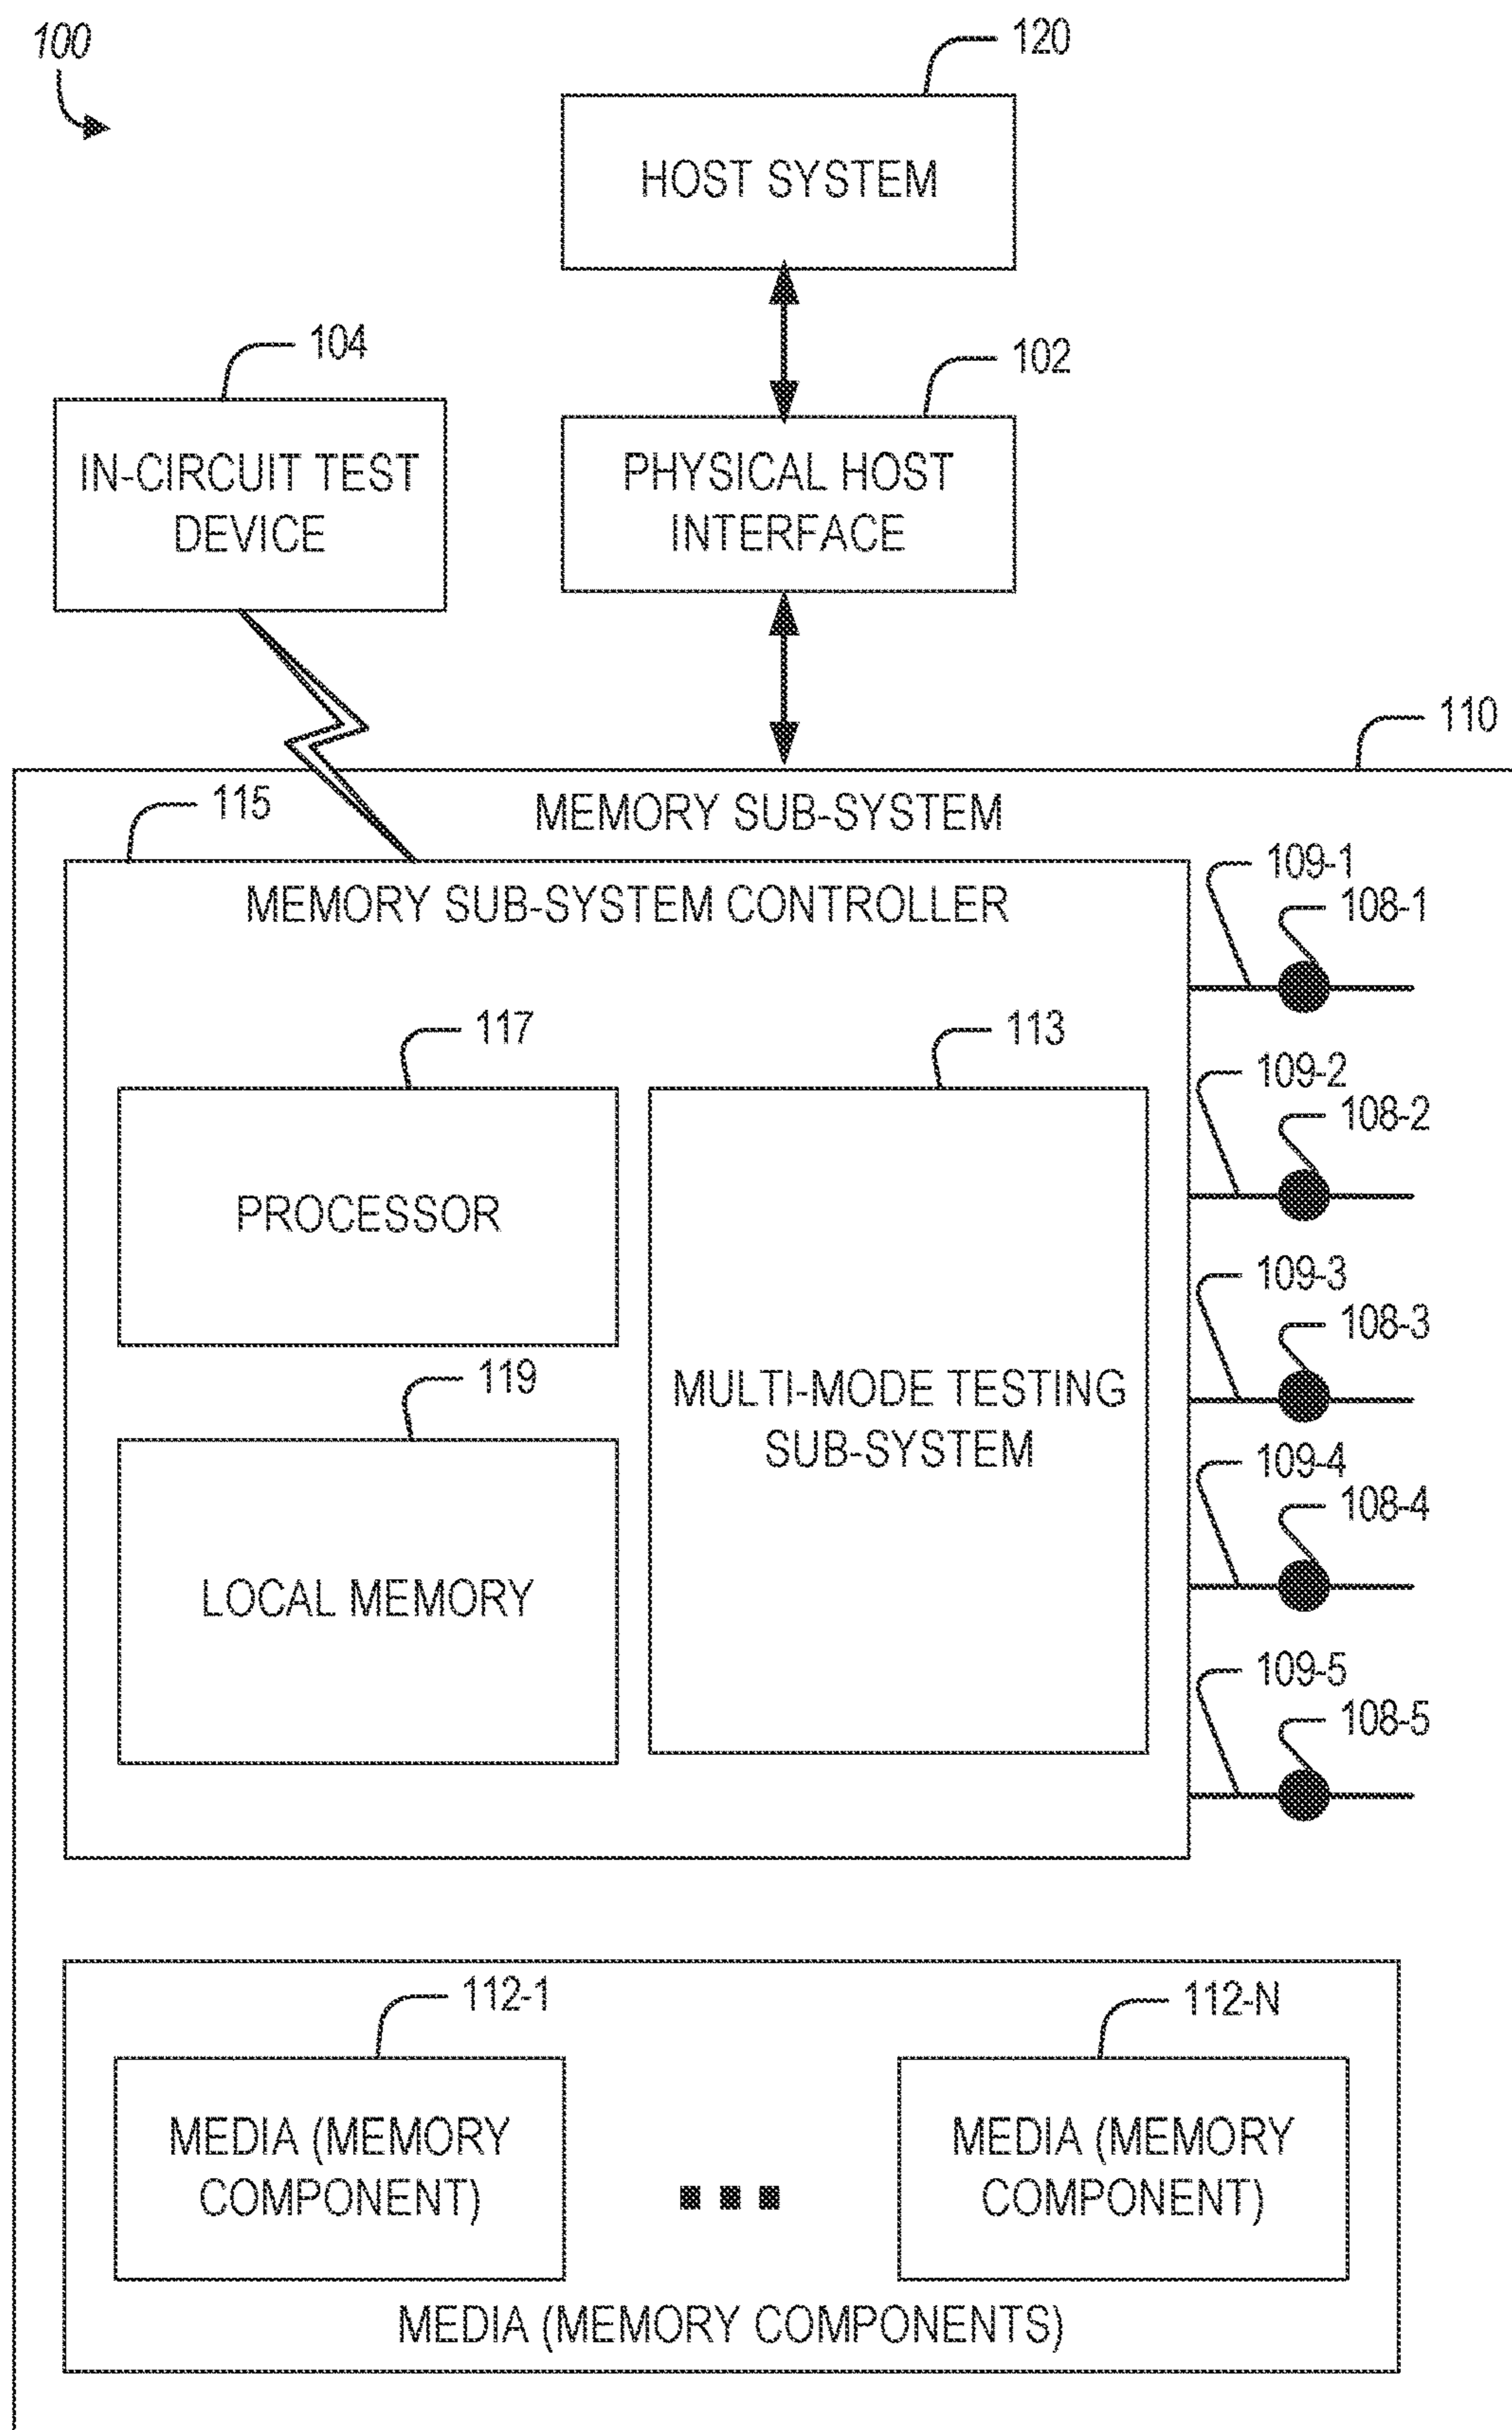 100
120
HOST SYSTEM
104
102
IN-CIRCUIT TEST
DEVICE
PHYSICAL HOST
INTERFACE
110
115
MEMORY SUB-SYSTEM
109-1
108-1
MEMORY SUB-SYSTEM CONTROLLER
117
113
109-2
108-2
PROCESSOR
109-3
108-3
119
MULTI-MODE TESTING
SUB-SYSTEM
109-4
108-4
LOCAL MEMORY
109-5
108-5
112-1
112-N
MEDIA (MEMORY
COMPONENT)
MEDIA (MEMORY
COMPONENT)
MEDIA (MEMORY COMPONENTS)